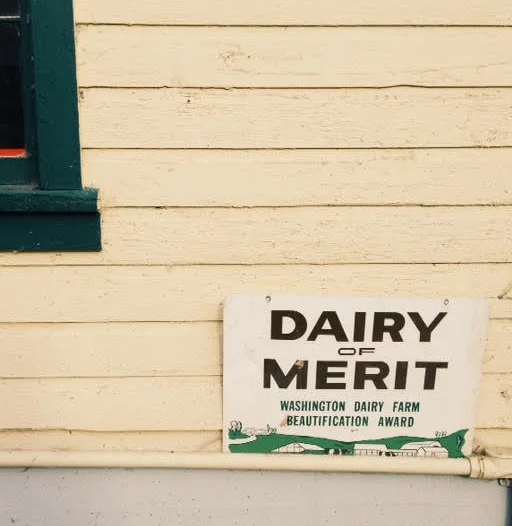 DAIRY
OF
MERIT
WASHINGTON DAIRY FARM
BEAUTIFICATION AWARD